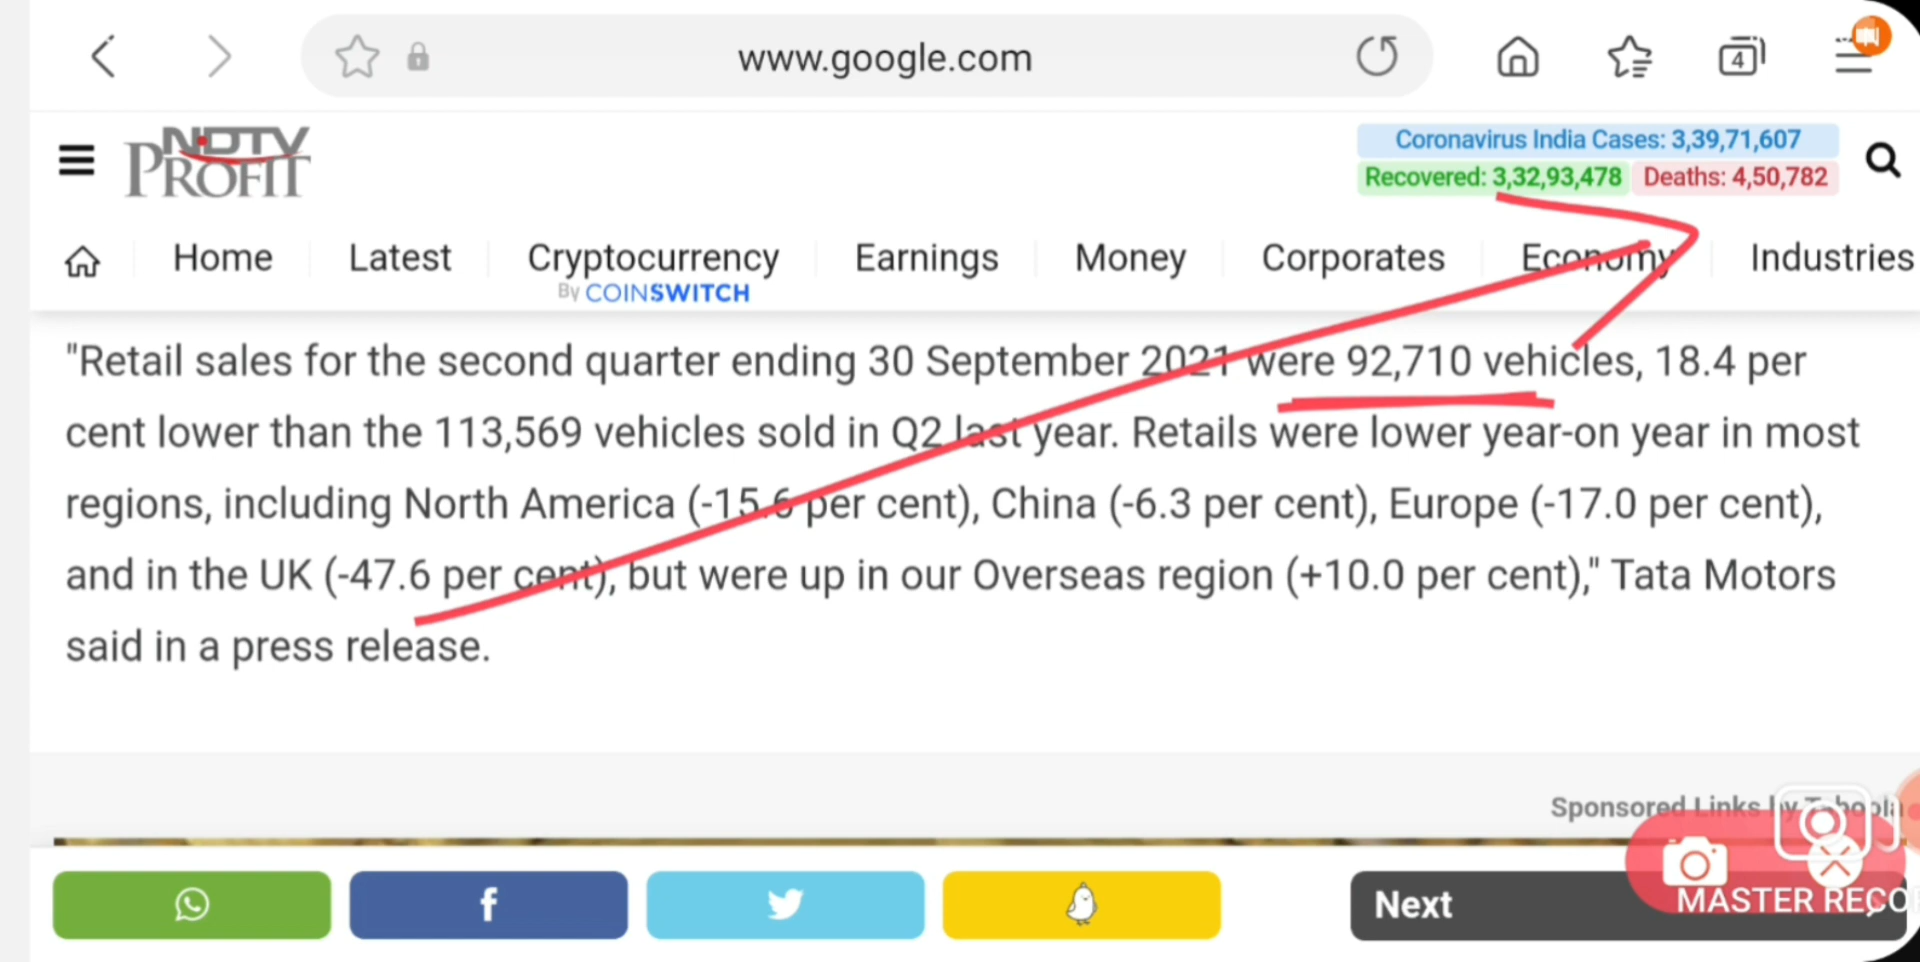 www.google.com
4
NDTV
PROFIT
Coronavirus India Cases: 3,39,71,607
Recovered: 3,32,93,478 Deaths: 4,50,782
Home Latest Cryptocurrency Earnings Money Corporates Economy Industries
By COINSWITCH
"Retail sales for the second quarter ending 30 September 2021 were 92,710 vehicles, 18.4 per
cent lower than the 113,569 vehicles sold in Q2 last year. Retails were lower year-on year in most
regions, including North America (-15.6 per cent), China (-6.3 per cent), Europe (-17.0 per cent),
and in the UK (-47.6 per cent), but were up in our Overseas region (+10.0 per cent)," Tata Motors
said in a press release.
Sponsored Links by Taboola
Next
MASTER RECOR